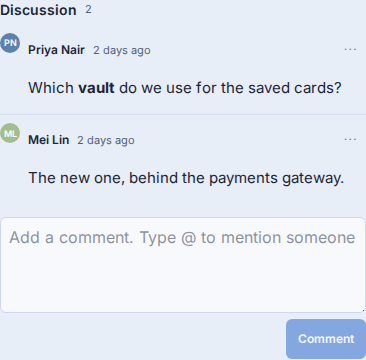 Discussion 2
PN Priya Nair 2 days ago ...
Which vault do we use for the saved cards?
ML Mei Lin 2 days ago ...
The new one, behind the payments gateway.
Add a comment. Type @ to mention someone
Comment